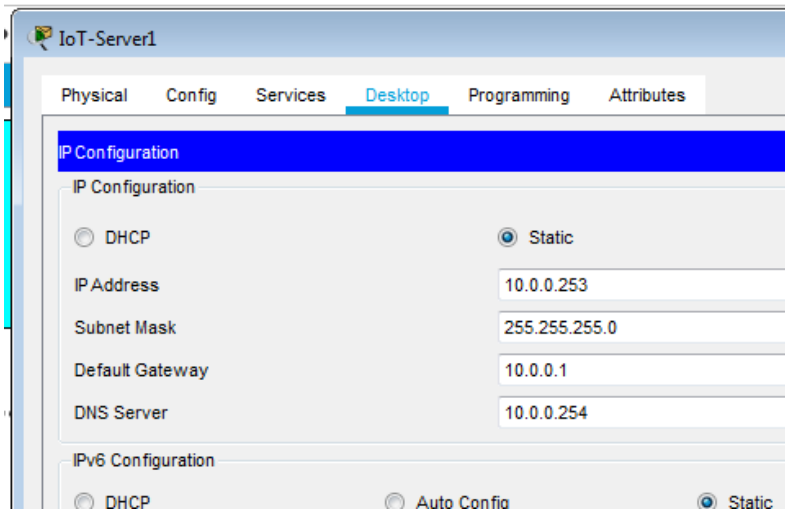 IoT-Server1
Physical Config Services Desktop Programming Attributes
IP Configuration
IP Configuration
DHCP Static
IP Address 10.0.0.253
Subnet Mask 255.255.255.0
Default Gateway 10.0.0.1
DNS Server 10.0.0.254
IPv6 Configuration
DHCP Auto Config Static